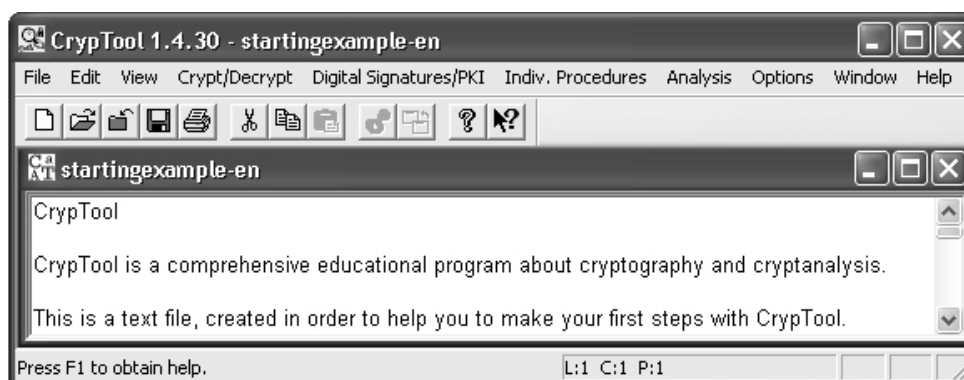 CrypTool 1.4.30 - startingexample-en
File Edit View Crypt/Decrypt Digital Signatures/PKI Indiv. Procedures Analysis Options Window Help
startingexample-en
CrypTool
CrypTool is a comprehensive educational program about cryptography and cryptanalysis.
This is a text file, created in order to help you to make your first steps with CrypTool.
Press F1 to obtain help. L:1 C:1 P:1